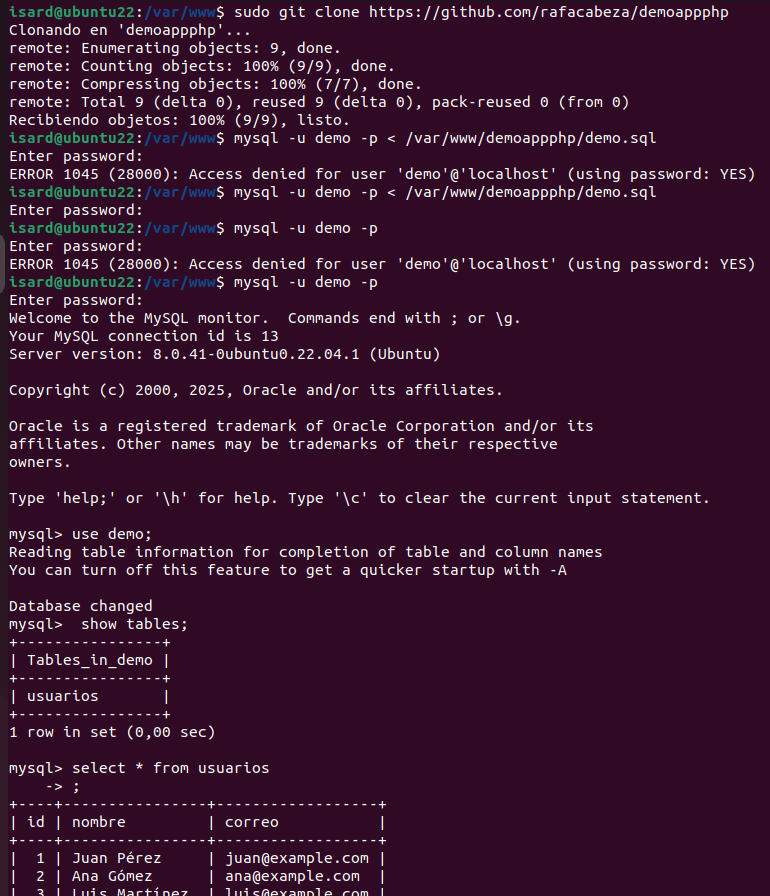 isard@ubuntu22:/var/www$ sudo git clone https://github.com/rafacabeza/demoappphp
Clonando en 'demoappphp'...
remote: Enumerating objects: 9, done.
remote: Counting objects: 100% (9/9), done.
remote: Compressing objects: 100% (7/7), done.
remote: Total 9 (delta 0), reused 9 (delta 0), pack-reused 0 (from 0)
Recibiendo objetos: 100% (9/9), listo.
isard@ubuntu22:/var/www$ mysql -u demo -p < /var/www/demoappphp/demo.sql
Enter password:
ERROR 1045 (28000): Access denied for user 'demo'@'localhost' (using password: YES)
isard@ubuntu22:/var/www$ mysql -u demo -p < /var/www/demoappphp/demo.sql
Enter password:
isard@ubuntu22:/var/www$ mysql -u demo -p
Enter password:
ERROR 1045 (28000): Access denied for user 'demo'@'localhost' (using password: YES)
isard@ubuntu22:/var/www$ mysql -u demo -p
Enter password:
Welcome to the MySQL monitor.  Commands end with ; or \g.
Your MySQL connection id is 13
Server version: 8.0.41-0ubuntu0.22.04.1 (Ubuntu)

Copyright (c) 2000, 2025, Oracle and/or its affiliates.

Oracle is a registered trademark of Oracle Corporation and/or its
affiliates. Other names may be trademarks of their respective
owners.

Type 'help;' or '\h' for help. Type '\c' to clear the current input statement.

mysql> use demo;
Reading table information for completion of table and column names
You can turn off this feature to get a quicker startup with -A

Database changed
mysql>  show tables;
+----------------+
| Tables_in_demo |
+----------------+
| usuarios       |
+----------------+
1 row in set (0,00 sec)

mysql> select * from usuarios
    -> ;
+----+----------------+------------------+
| id | nombre         | correo           |
+----+----------------+------------------+
|  1 | Juan Pérez     | juan@example.com |
|  2 | Ana Gómez      | ana@example.com  |
|  3 | Luis Martínez  | luis@example.com |